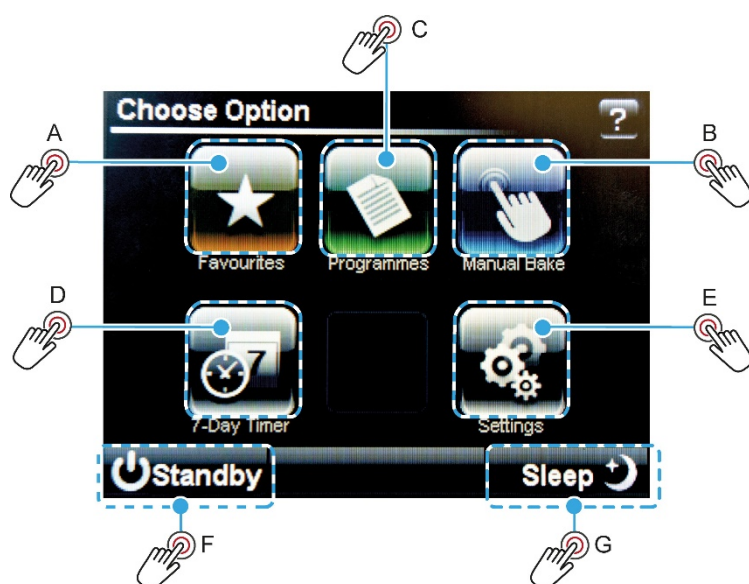 C
Choose Option
?
A
B
Favourites
Programmes
Manual Bake
D
E
7
7-Day Timer
Settings
Standby
Sleep
F
G